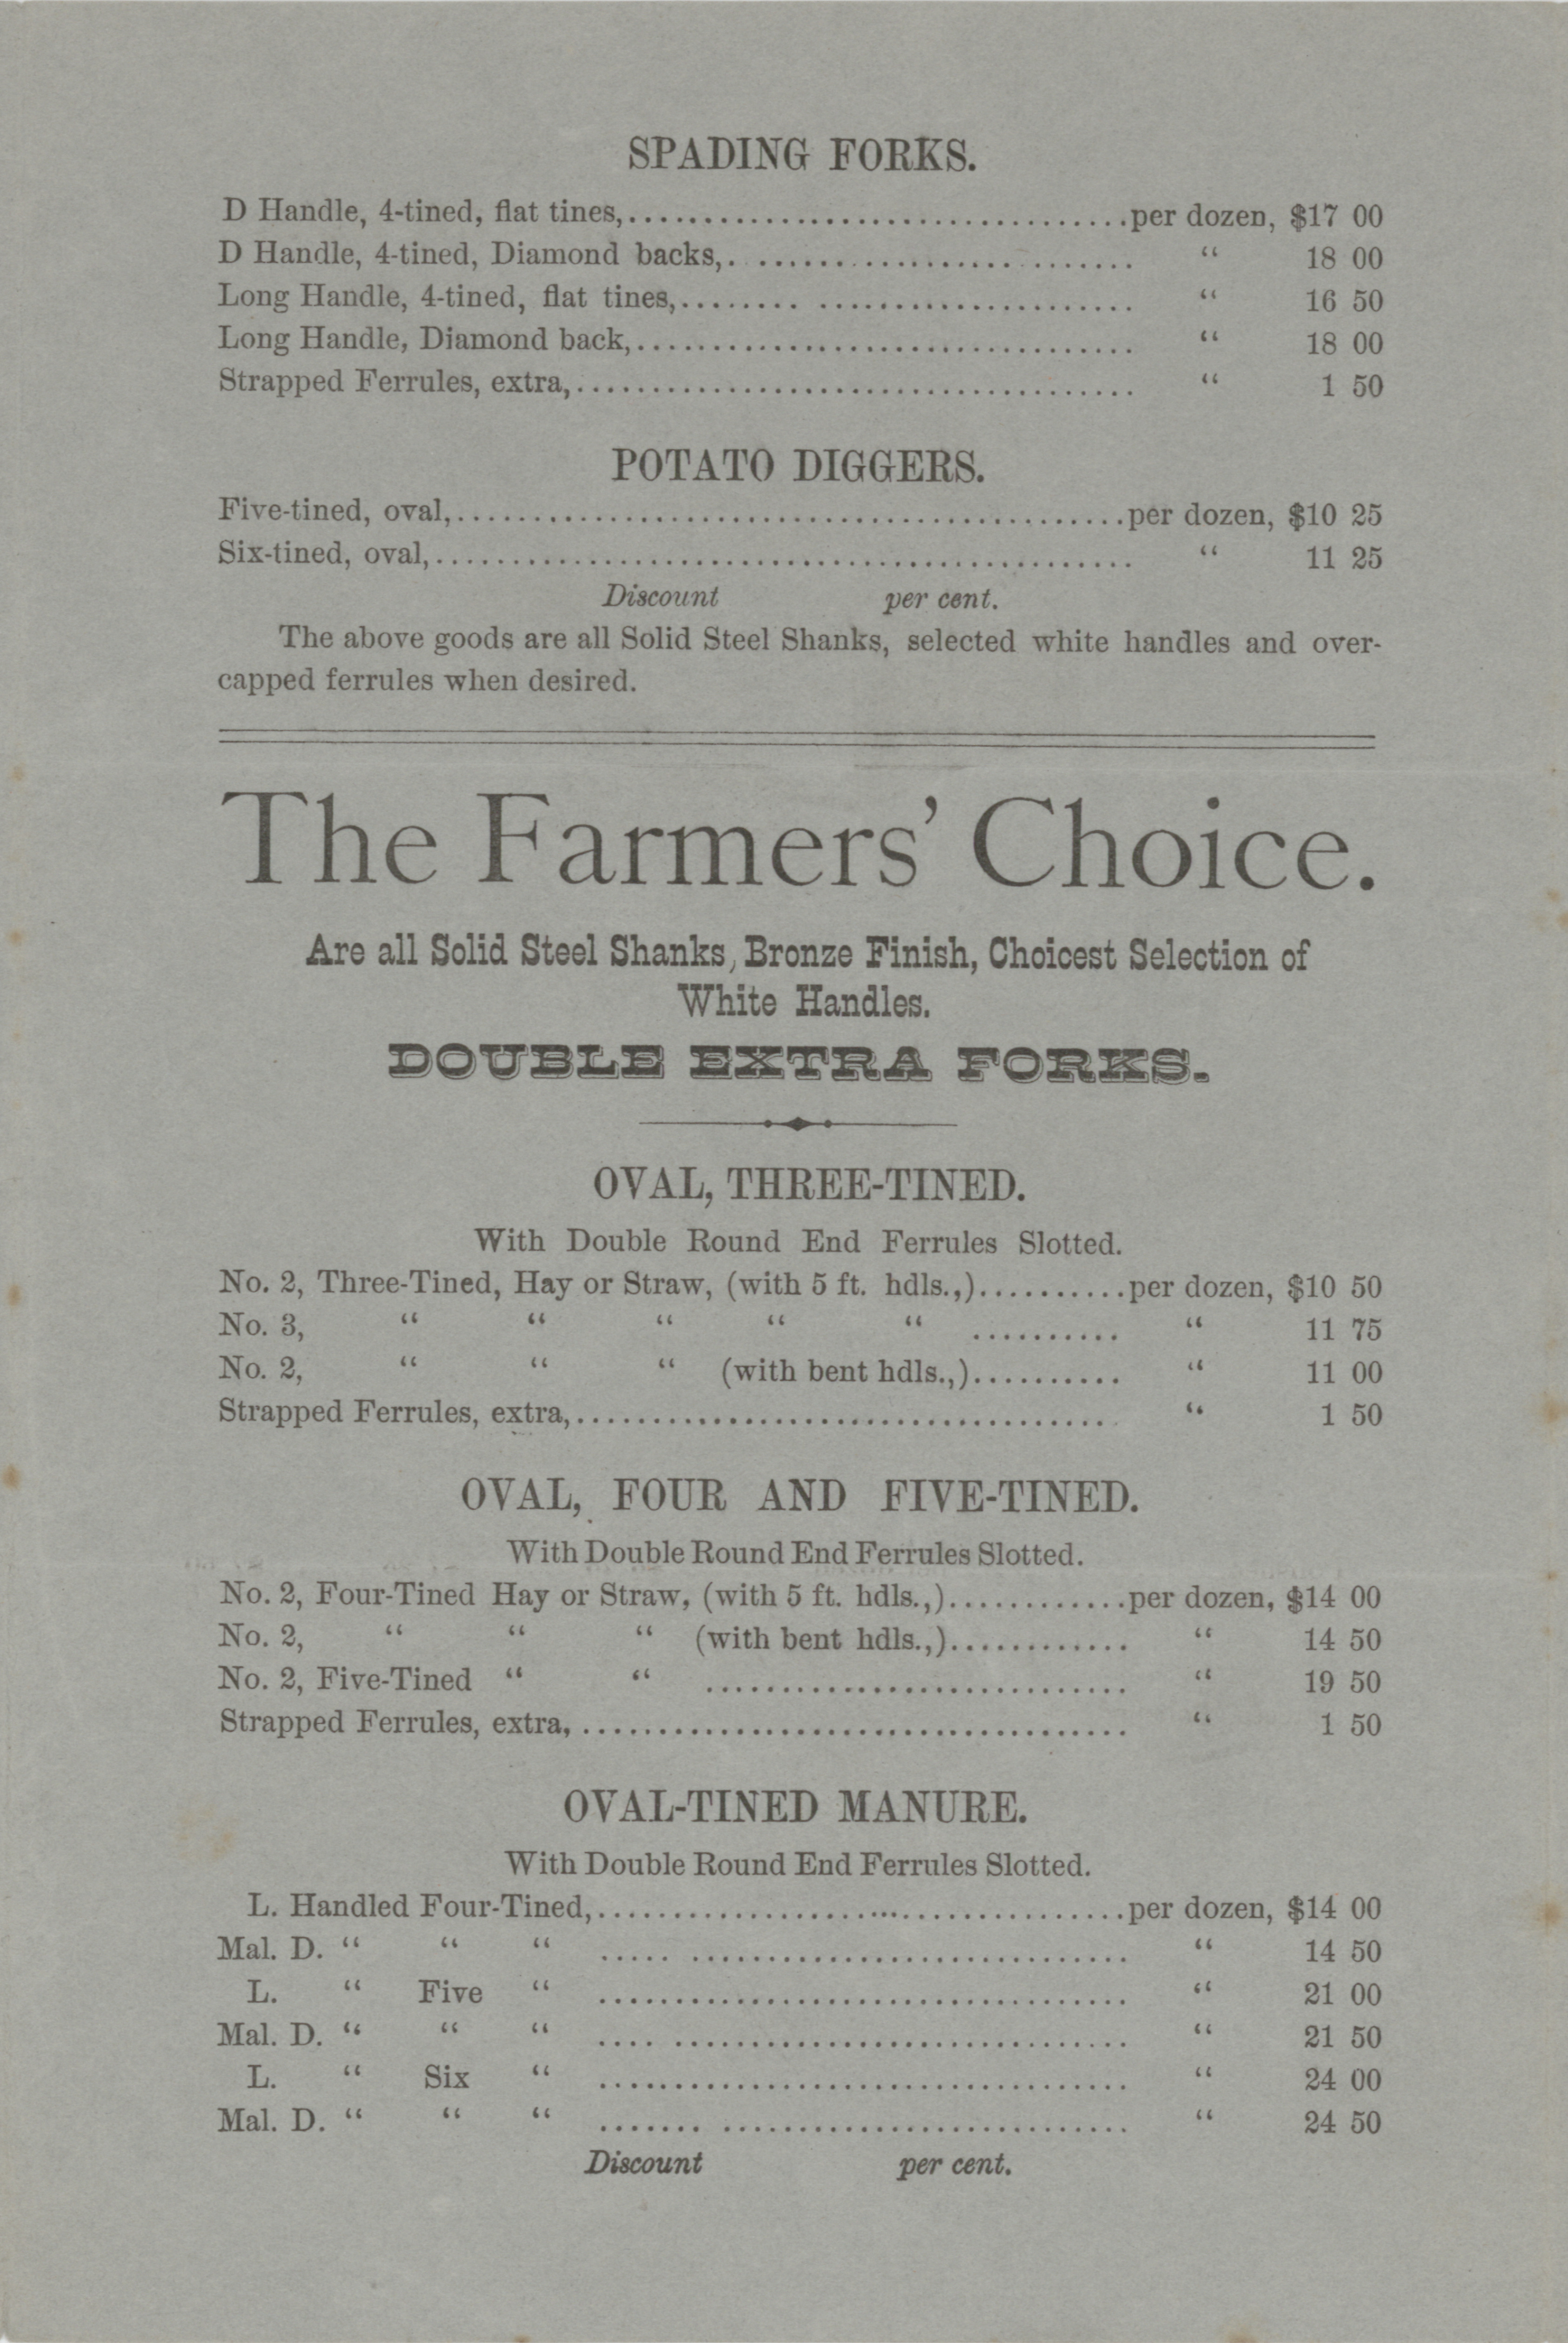 SPADING FORKS.
D Handle, 4-tined, flat tines,..................................per dozen, $17 00
D Handle, 4-tined, Diamond backs,. ......................... “ 18 00
Long Handle, 4-tined, flat tines,........ ..................... “ 16 50
Long Handle, Diamond back,................................. “ 18 00
Strapped Ferrules, extra,..................................... “ 1 50
POTATO DIGGERS.
Five-tined, oval,.............................................per dozen, $10 25
Six-tined, oval,.............................................. “ 11 25
Discount per cent.
The above goods are all Solid Steel Shanks, selected white handles and over-
capped ferrules when desired.
The Farmers’ Choice.
Are all Solid Steel Shanks, Bronze Finish, Choicest Selection of
White Handles.
DOUBLE EXTRA FORKS.
OVAL, THREE-TINED.
With Double Round End Ferrules Slotted.
No. 2, Three-Tined, Hay or Straw, (with 5 ft. hdls.,)..........per dozen, $10 50
No. 3, “ “ “ “ “ .......... “ 11 75
No. 2, “ “ “ (with bent hdls.,).......... “ 11 00
Strapped Ferrules, extra,.................................... “ 1 50
OVAL, FOUR AND FIVE-TINED.
With Double Round End Ferrules Slotted.
No. 2, Four-Tined Hay or Straw, (with 5 ft. hdls.,)............per dozen, $14 00
No. 2, “ “ “ (with bent hdls.,)............ “ 14 50
No. 2, Five-Tined “ “ ............................ “ 19 50
Strapped Ferrules, extra, .................................... “ 1 50
OVAL-TINED MANURE.
With Double Round End Ferrules Slotted.
L. Handled Four-Tined,...................................per dozen, $14 00
Mal. D. “ “ “ ..... ............................. “ 14 50
L. “ Five “ ................................... “ 21 00
Mal. D. “ “ “ .... .............................. “ 21 50
L. “ Six “ ................................... “ 24 00
Mal. D. “ “ “ ....... ........................... “ 24 50
Discount per cent.